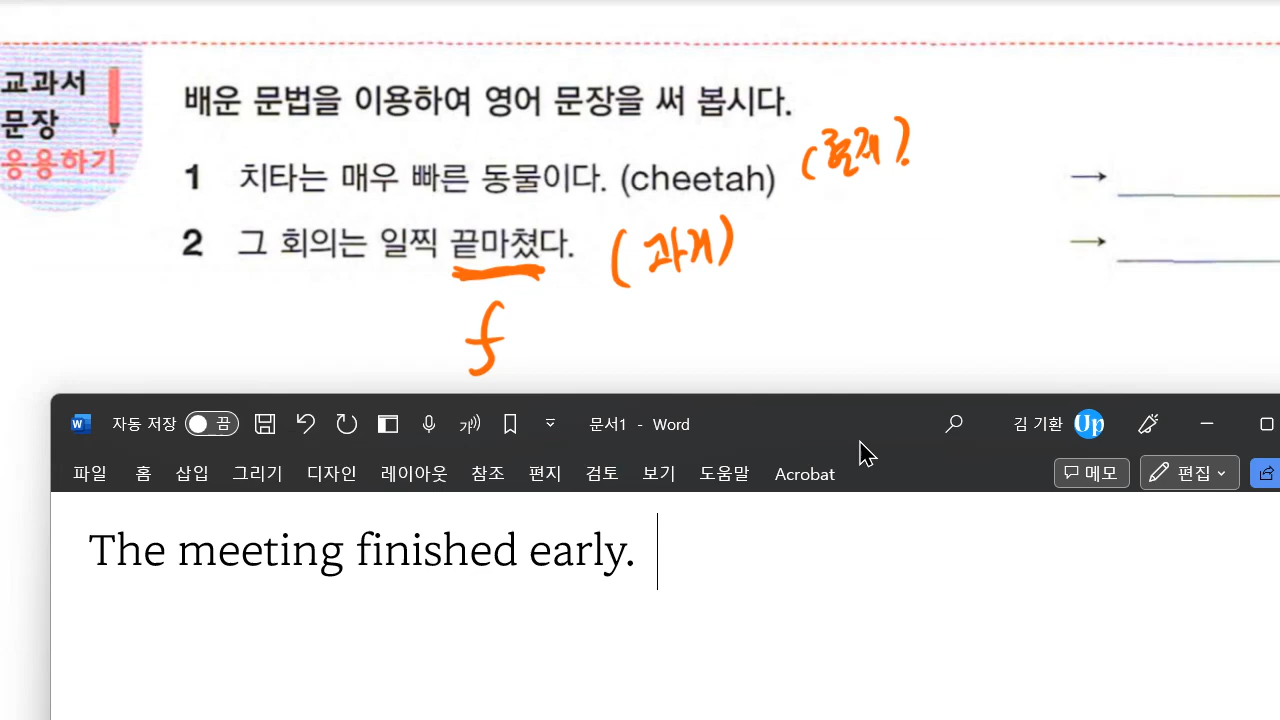 교과서
문장
응용하기
배운 문법을 이용하여 영어 문장을 써 봅시다.
1 치타는 매우 빠른 동물이다. (cheetah)
2 그 회의는 일찍 끝마쳤다. (과거)
f
자동 저장 끔 가) 문서1 - Word 김 기환 Up
파일 홈 삽입 그리기 디자인 레이아웃 참조 편지 검토 보기 도움말 Acrobat 메모 편집
The meeting finished early.